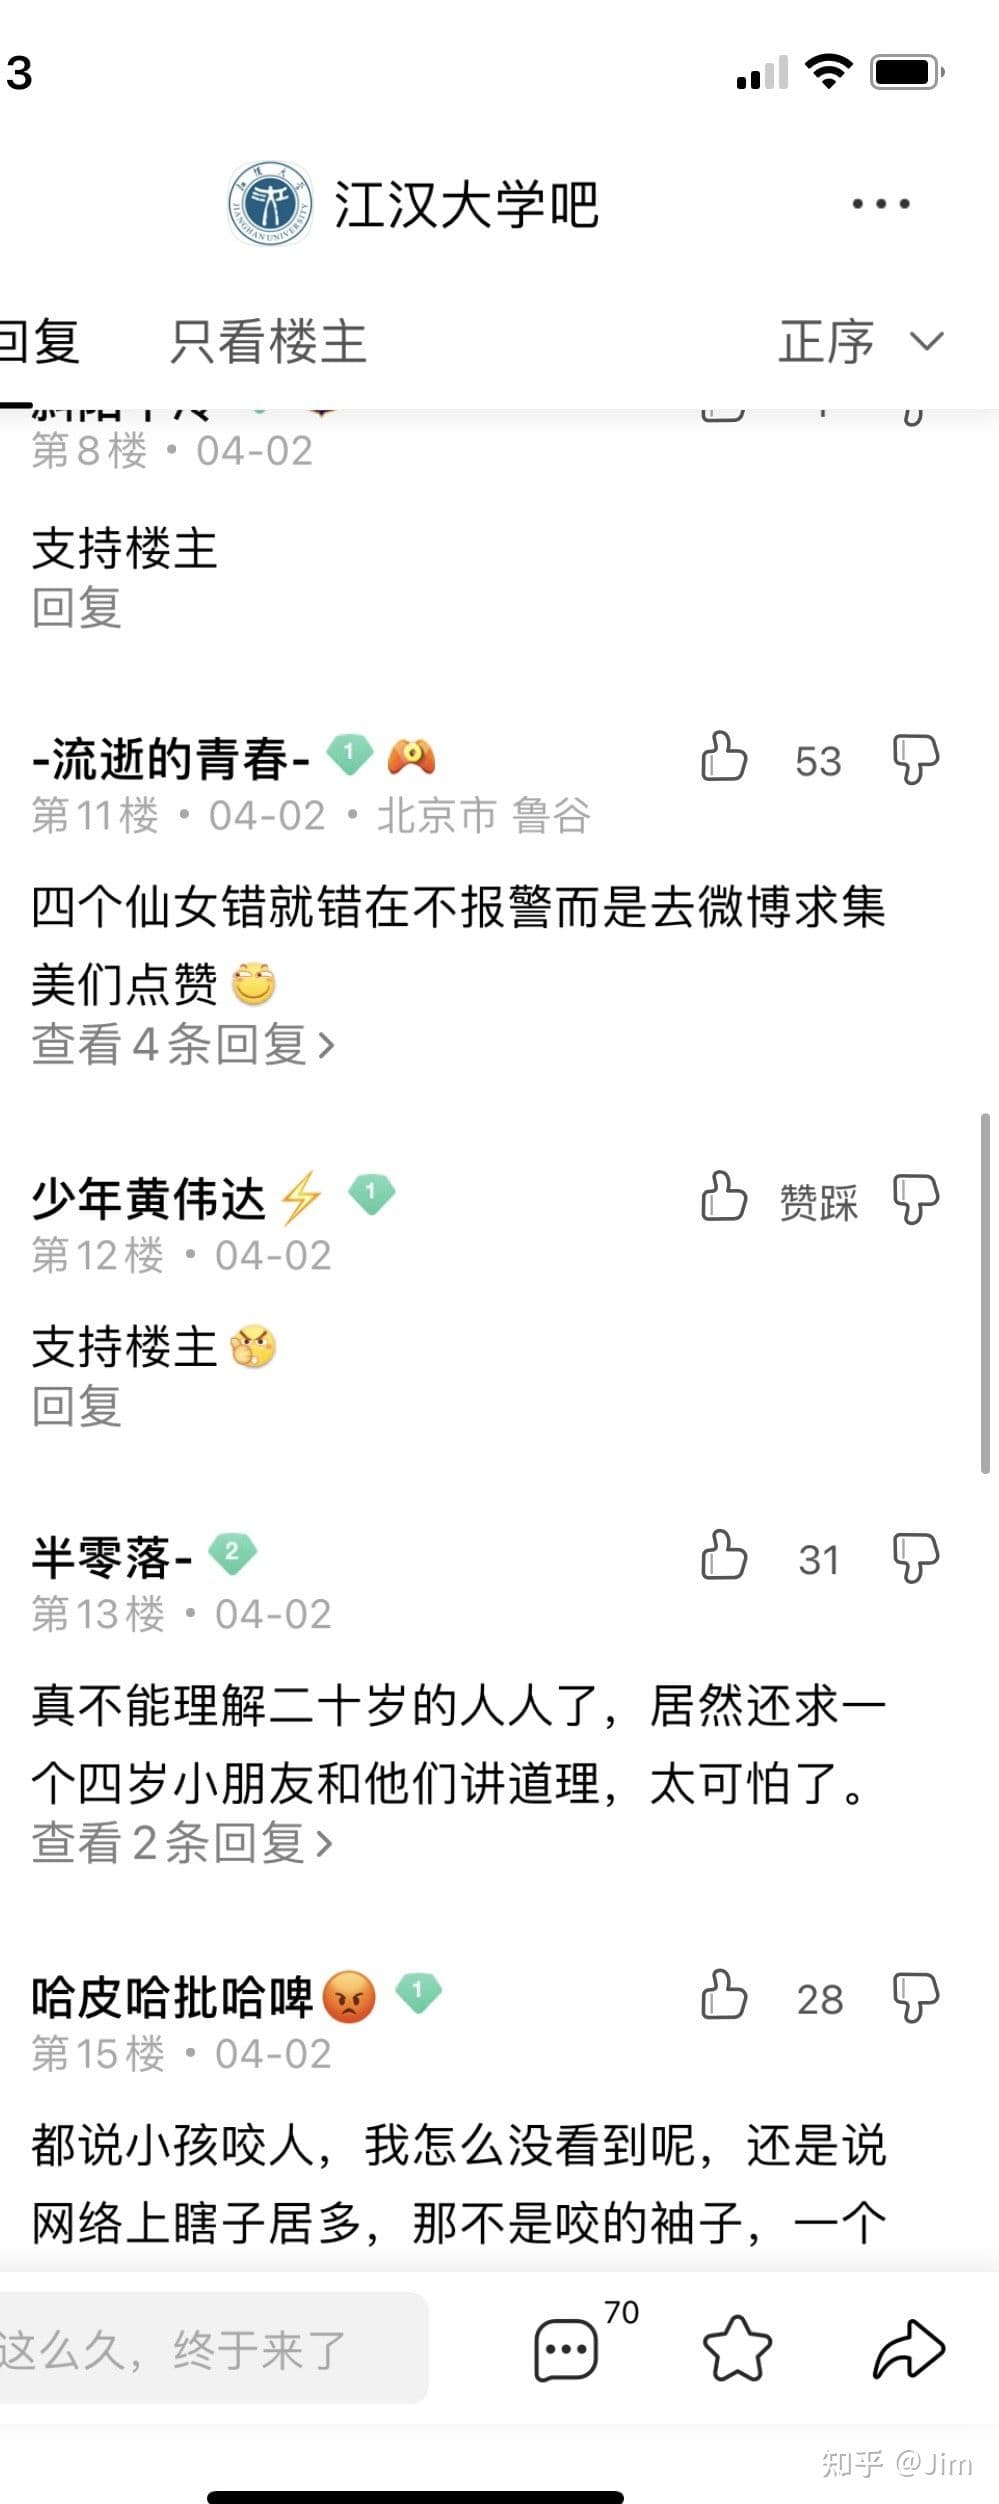 3
江汉大学吧
回复
只看楼主
正序
第8楼 · 04-02
支持楼主
回复
-流逝的青春- 1
53
第11楼 · 04-02 · 北京市 鲁谷
四个仙女错就错在不报警而是去微博求集
美们点赞
查看4条回复>
少年黄伟达⚡ 1
赞踩
第12楼 · 04-02
支持楼主
回复
半零落- 2
31
第13楼 · 04-02
真不能理解二十岁的人人了，居然还求一
个四岁小朋友和他们讲道理，太可怕了。
查看2条回复>
哈皮哈批哈啤😡 1
28
第15楼 · 04-02
都说小孩咬人，我怎么没看到呢，还是说
网络上瞎子居多，那不是咬的袖子，一个
这么久，终于来了
70
知乎 @Jim